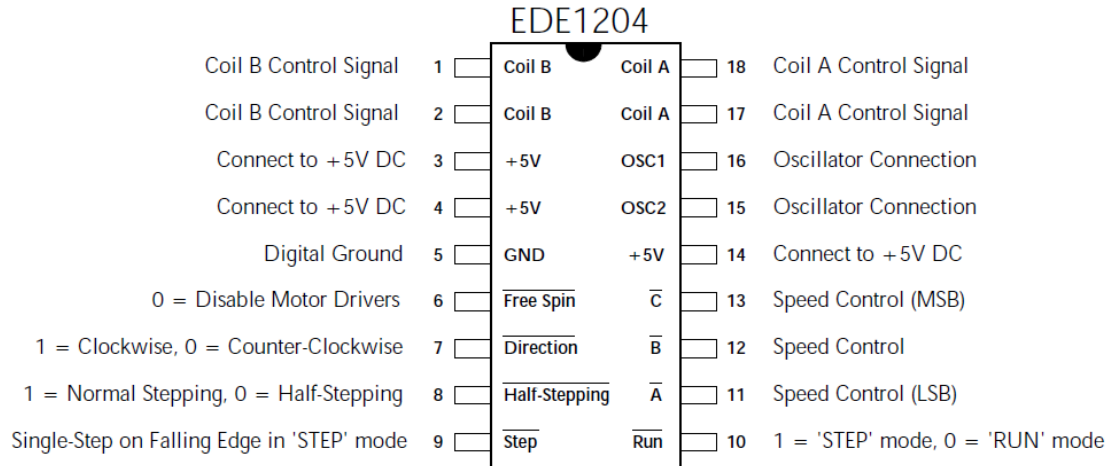 EDE1204
Coil B Control Signal 1 Coil B Coil A 18 Coil A Control Signal
Coil B Control Signal 2 Coil B Coil A 17 Coil A Control Signal
Connect to +5V DC 3 +5V OSC1 16 Oscillator Connection
Connect to +5V DC 4 +5V OSC2 15 Oscillator Connection
Digital Ground 5 GND +5V 14 Connect to +5V DC
0 = Disable Motor Drivers 6 Free Spin C 13 Speed Control (MSB)
1 = Clockwise, 0 = Counter-Clockwise 7 Direction B 12 Speed Control
1 = Normal Stepping, 0 = Half-Stepping 8 Half-Stepping A 11 Speed Control (LSB)
Single-Step on Falling Edge in 'STEP' mode 9 Step Run 10 1 = 'STEP' mode, 0 = 'RUN' mode